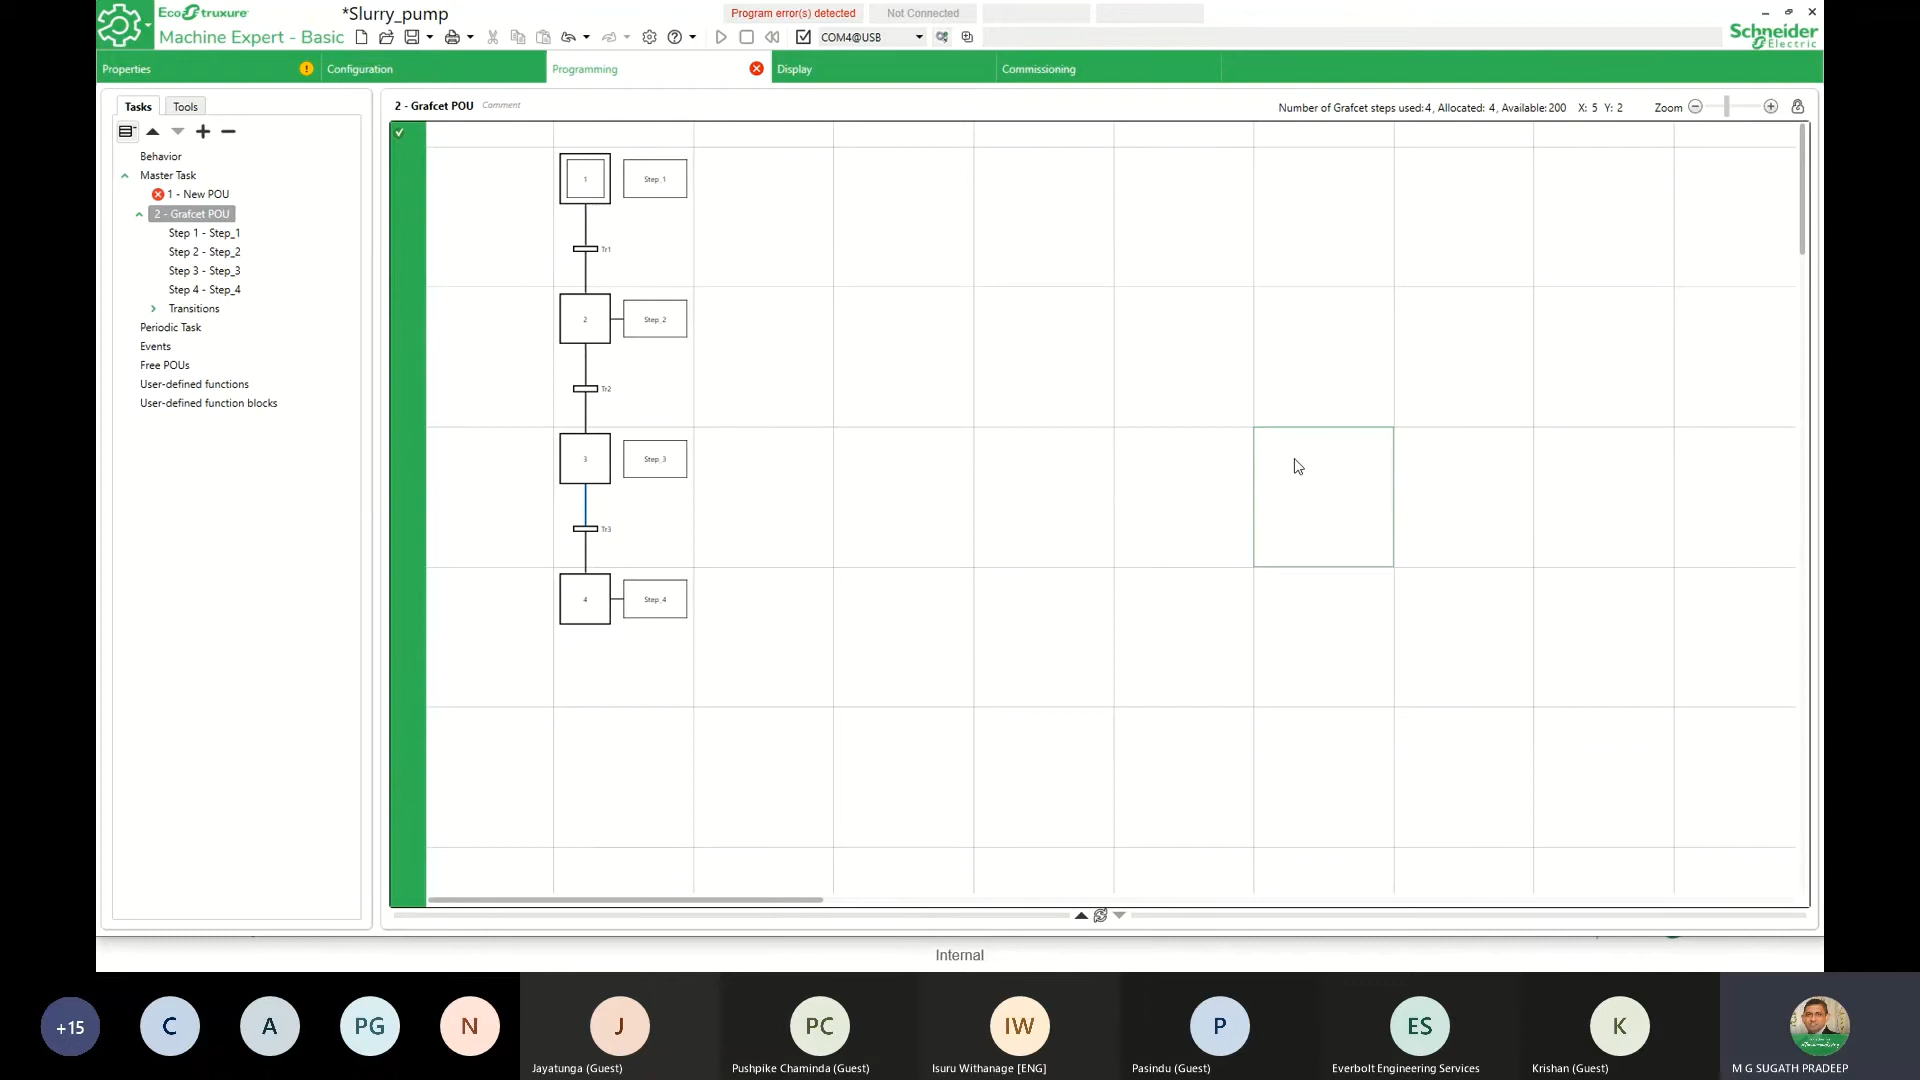 EcoStruxure
Machine Expert - Basic
*Slurry_pump
Program error(s) detected
Not Connected
COM4@USB
Schneider
Electric
Properties
Configuration
Programming
Display
Commissioning
Tasks
Tools
Behavior
Master Task
1 - New POU
2 - Grafcet POU
Step 1 - Step_1
Step 2 - Step_2
Step 3 - Step_3
Step 4 - Step_4
Transitions
Periodic Task
Events
Free POUs
User-defined functions
User-defined function blocks
2 - Grafcet POU
Comment
Number of Grafcet steps used: 4, Allocated: 4, Available: 200 X: 5 Y: 2
Zoom
1
Step_1
Tr1
2
Step_2
Tr2
3
Step_3
Tr3
4
Step_4
Internal
+15
C
A
PG
N
J
Jayatunga (Guest)
PC
Pushpike Chaminda (Guest)
IW
Isuru Withanage [ENG]
P
Pasindu (Guest)
ES
Everbolt Engineering Services
K
Krishan (Guest)
M G SUGATH PRADEEP